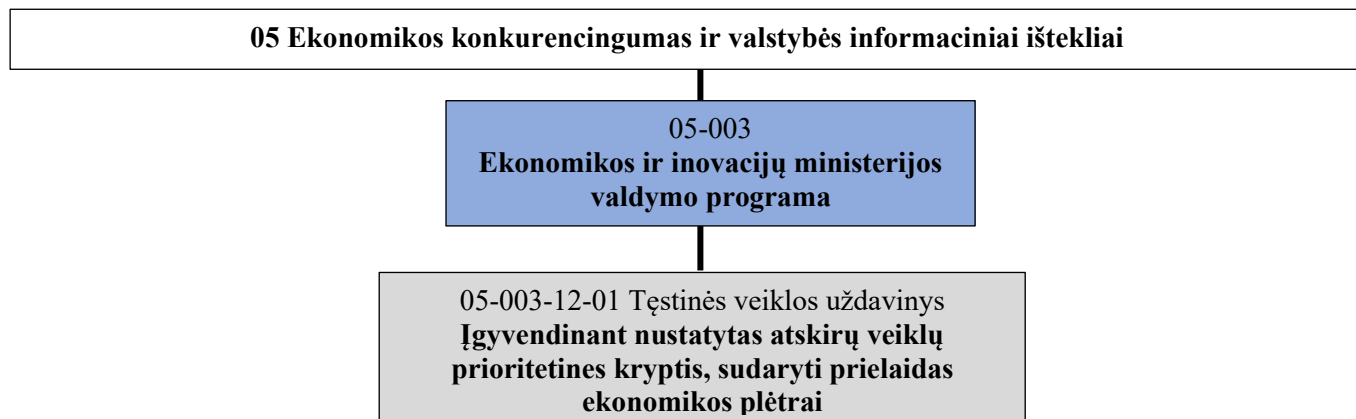 05 Ekonomikos konkurencingumas ir valstybės informaciniai ištekliai
05-003
Ekonomikos ir inovacijų ministerijos
valdymo programa
05-003-12-01 Tęstinės veiklos uždavinys
Įgyvendinant nustatytas atskirų veiklų
prioritetines kryptis, sudaryti prielaidas
ekonomikos plėtrai